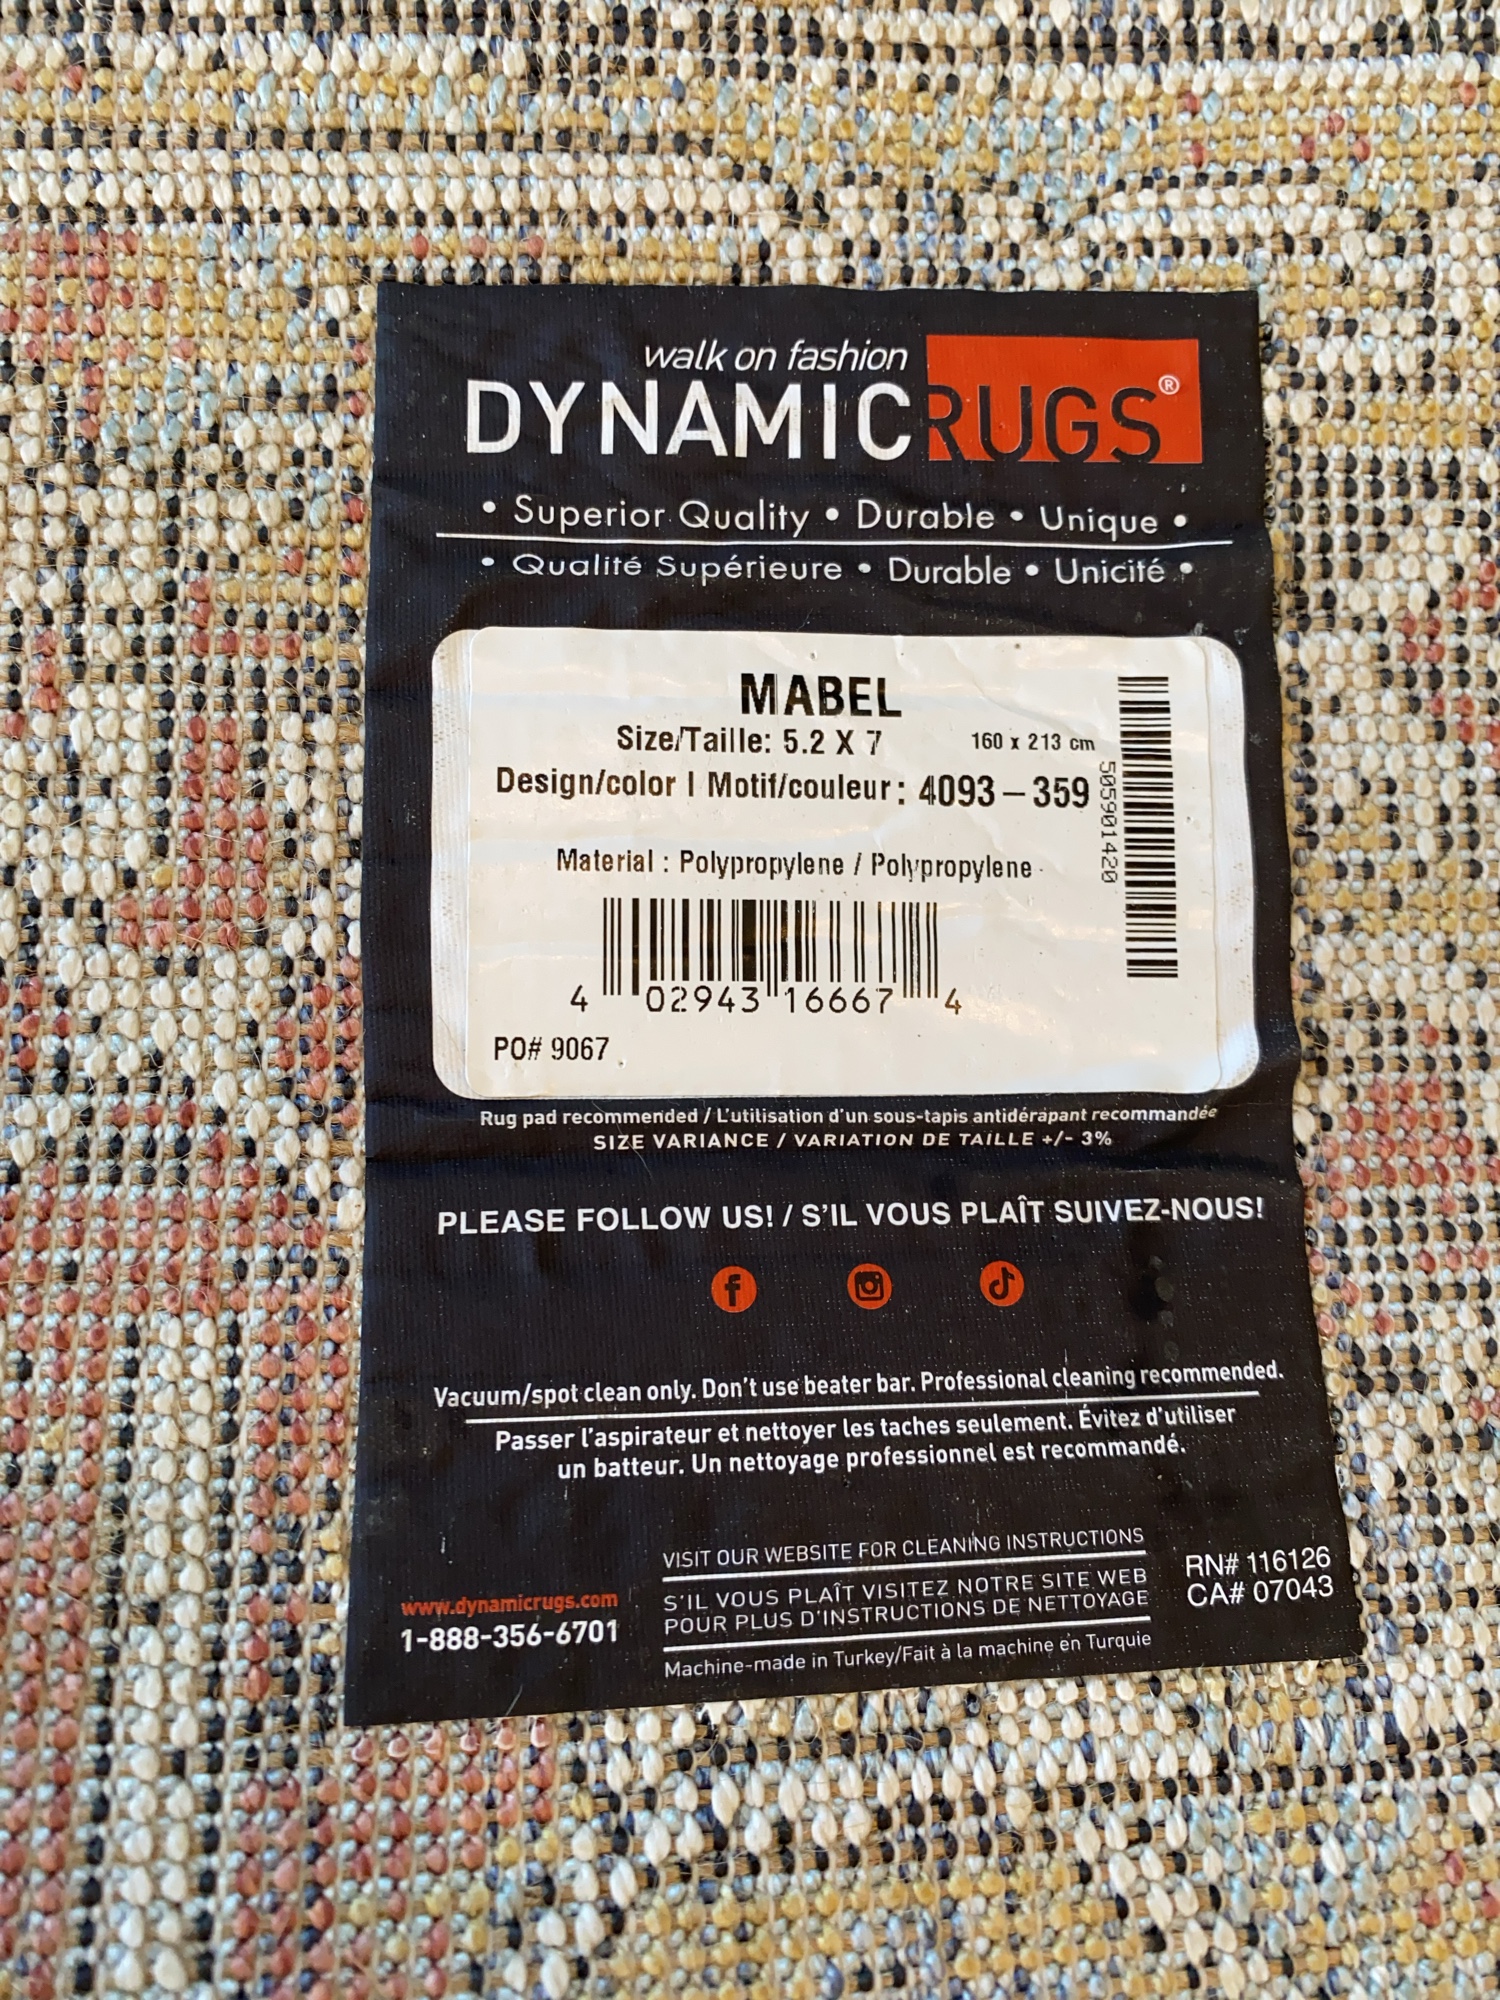 walk on fashion
DYNAMICRUGS®
• Superior Quality • Durable • Unique •
• Qualité Supérieure • Durable • Unicité •
MABEL
Size/Taille: 5.2 X 7
160 x 213 cm
Design/color I Motif/couleur: 4093-359
505901420
Material : Polypropylene / Polypropylene
4 02943 16667 4
PO# 9067
Rug pad recommended / L'utilisation d'un sous-tapis antidérapant recommandée
SIZE VARIANCE / VARIATION DE TAILLE +/- 3%
PLEASE FOLLOW US! / S'IL VOUS PLAÎT SUIVEZ-NOUS!
Vacuum/spot clean only. Don't use beater bar. Professional cleaning recommended.
Passer l'aspirateur et nettoyer les taches seulement. Évitez d'utiliser
un batteur. Un nettoyage professionnel est recommandé.
www.dynamicrugs.com
1-888-356-6701
VISIT OUR WEBSITE FOR CLEANING INSTRUCTIONS
S'IL VOUS PLAÎT VISITEZ NOTRE SITE WEB
POUR PLUS D'INSTRUCTIONS DE NETTOYAGE
Machine-made in Turkey/Fait à la machine en Turquie
RN# 116126
CA# 07043